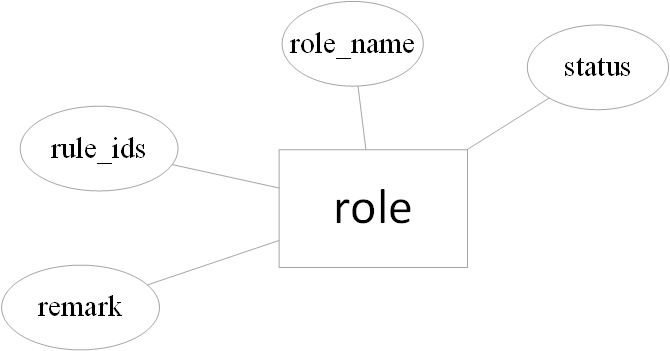 role_name
status
rule_ids
role
remark